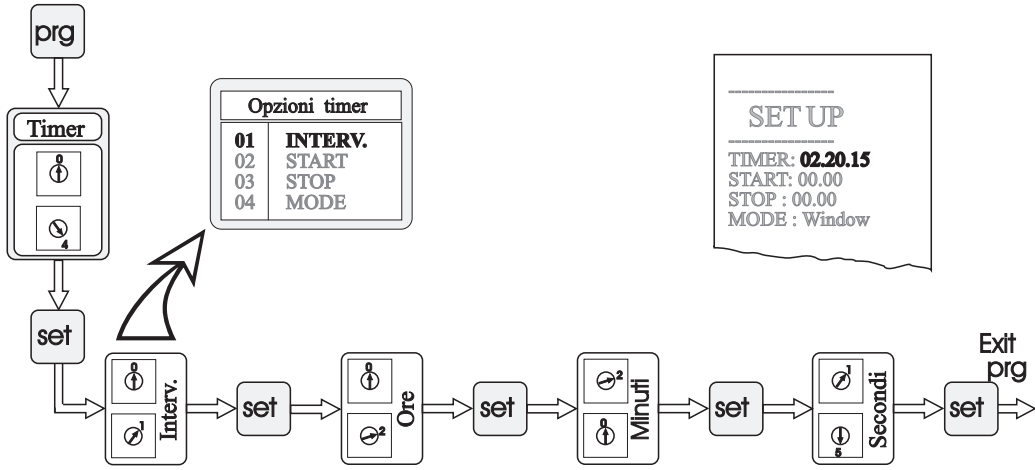 prg
Timer
0
4
set
Opzioni timer
01 INTERV.
02 START
03 STOP
04 MODE
--------------------
SET UP
--------------------
TIMER: 02.20.15
START: 00.00
STOP : 00.00
MODE : Window
0
1
Interv.
set
0
2
Ore
set
2
0
Minuti
set
1
5
Secondi
set
Exit
prg